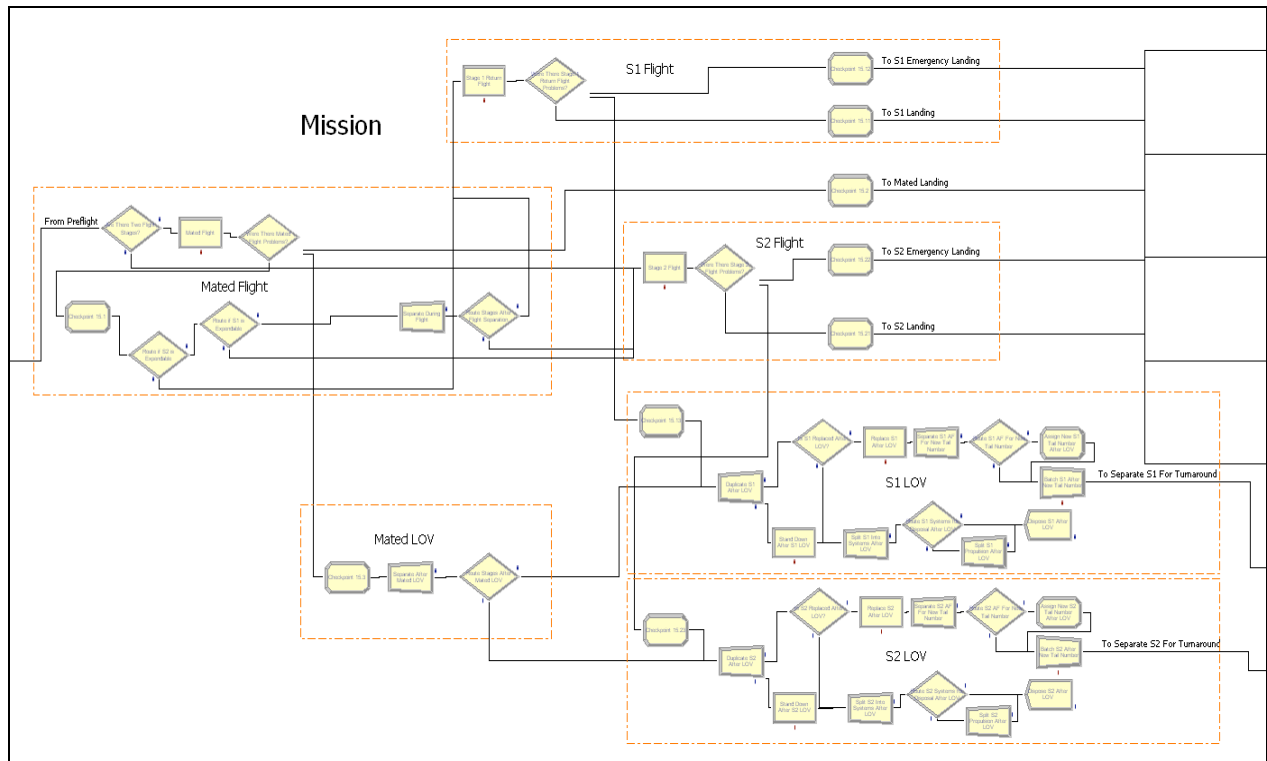 Mission
S1 Flight
Stage 1 Return
Flight
Return Flight
Problems?
Checkpoint 15.12
To S1 Emergency Landing
Checkpoint 15.11
To S1 Landing
Checkpoint 15.2
To Mated Landing
From Preflight
Are There Two Flight
Stages?
Mated Flight
Were There Mated
Flight Problems?
Mated Flight
Checkpoint 15.1
Route if S2 is
Expendable
Route if S1 is
Expendable
Separate During
Flight
Route Stages After
Flight Separation
S2 Flight
Stage 2 Flight
Were There Stage 2
Flight Problems?
Checkpoint 15.22
To S2 Emergency Landing
Checkpoint 15.21
To S2 Landing
Mated LOV
Checkpoint 15.3
Separate After
Mated LOV
Route Stages After
Mated LOV
S1 LOV
Checkpoint 15.13
Duplicate S1
After LOV
Is S1 Replaced After
LOV?
Replace S1
After LOV
Separate S1 AF
For New Tail
Number
Route S1 AF For New
Tail Number
Assign New S1
Tail Number
After LOV
Batch S1 After
New Tail Number
To Separate S1 For Turnaround
Stand Down
After S1 LOV
Split S1 Into
Systems After
LOV
Route S1 Systems for
Disposal After LOV
Split S1
Propulsion After
LOV
Dispose S1 After
LOV
S2 LOV
Checkpoint 15.23
Duplicate S2
After LOV
Is S2 Replaced After
LOV?
Replace S2
After LOV
Separate S2 AF
For New Tail
Number
Route S2 AF For New
Tail Number
Assign New S2
Tail Number
After LOV
Batch S2 After
New Tail Number
To Separate S2 For Turnaround
Stand Down
After S2 LOV
Split S2 Into
Systems After
LOV
Route S2 Systems for
Disposal After LOV
Split S2
Propulsion After
LOV
Dispose S2 After
LOV